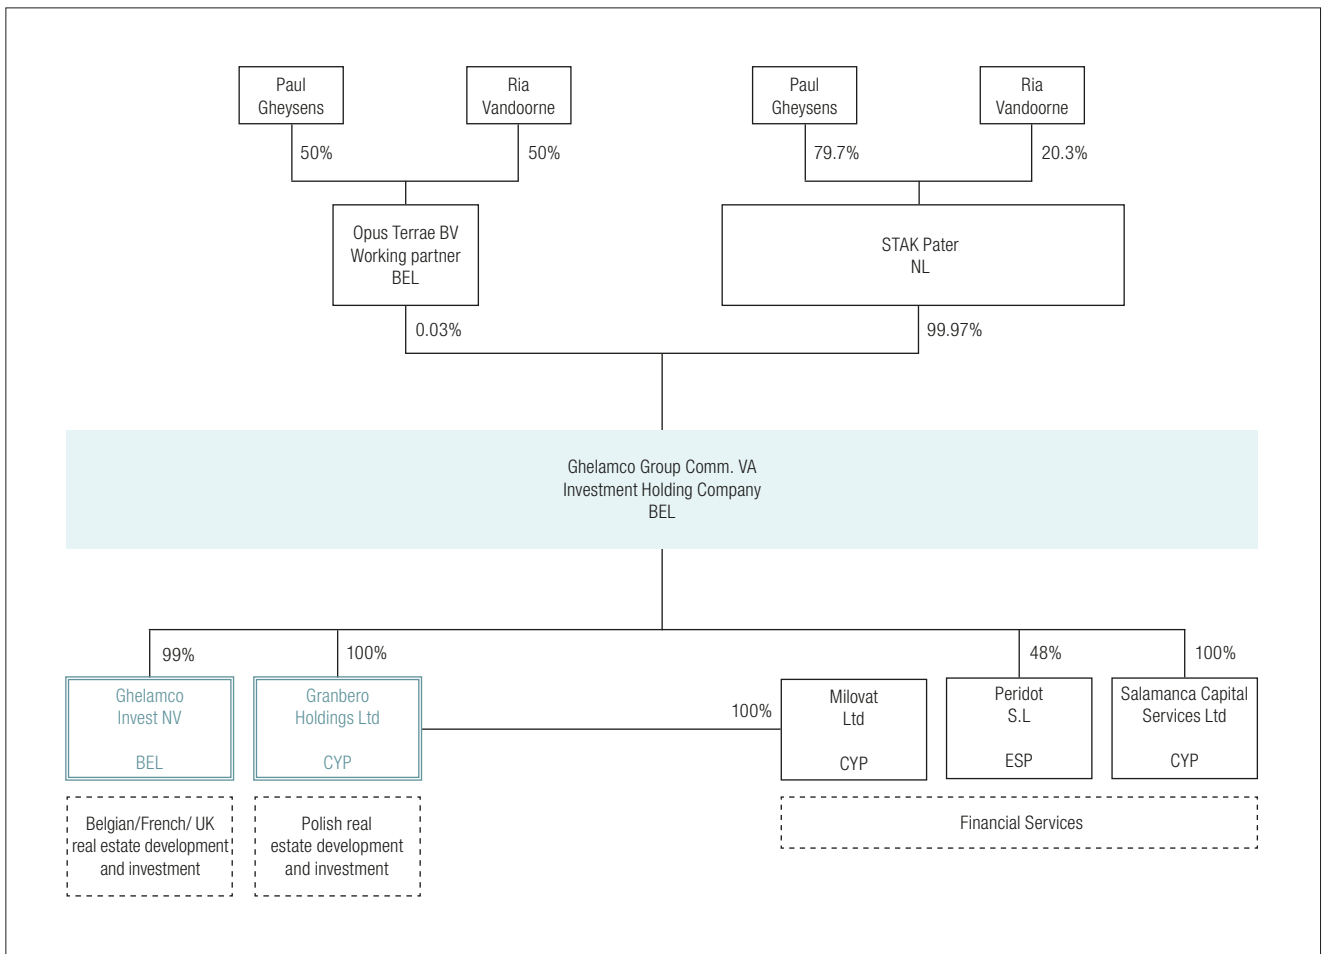 Paul
Gheysens
Ria
Vandoorne
Paul
Gheysens
Ria
Vandoorne
50%
50%
79.7%
20.3%
Opus Terrae BV
Working partner
BEL
STAK Pater
NL
0.03%
99.97%
Ghelamco Group Comm. VA
Investment Holding Company
BEL
99%
100%
48%
100%
Ghelamco
Invest NV
BEL
Granbero
Holdings Ltd
CYP
100%
Milovat
Ltd
CYP
Peridot
S.L
ESP
Salamanca Capital
Services Ltd
CYP
Belgian/French/ UK
real estate development
and investment
Polish real
estate development
and investment
Financial Services